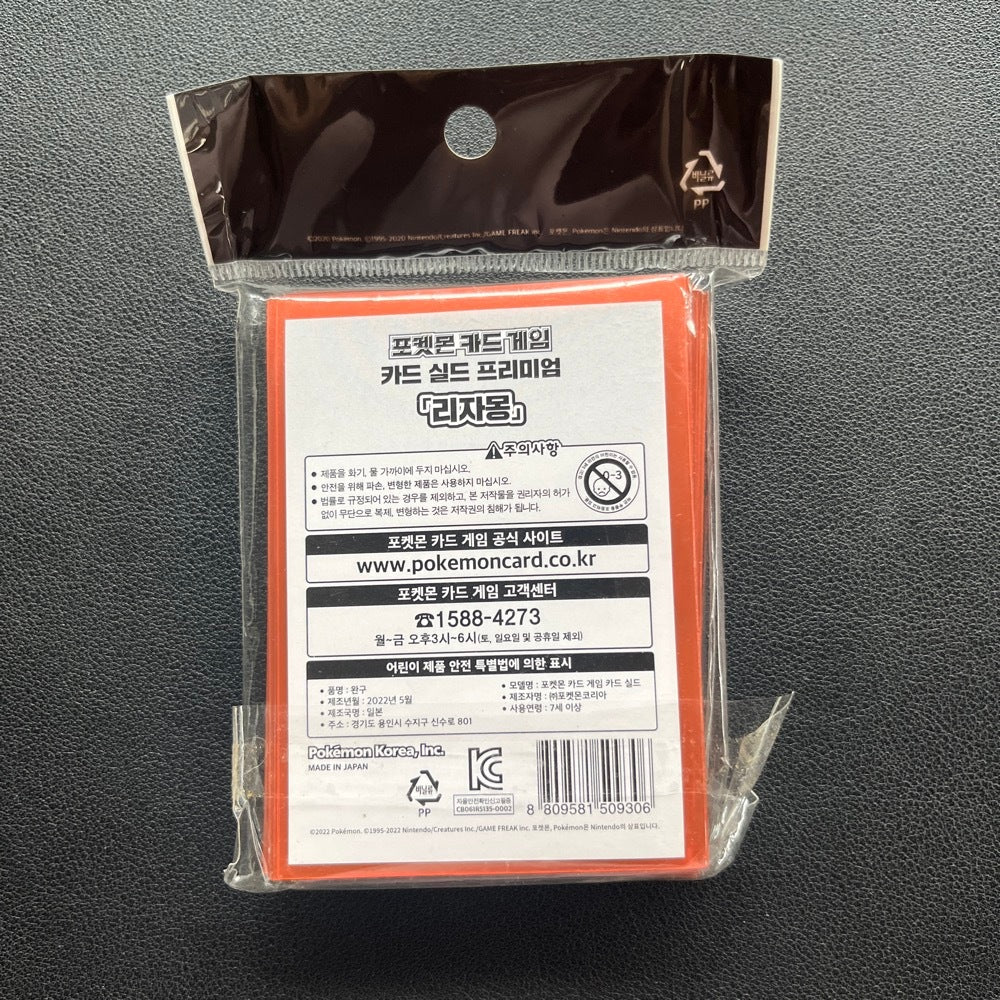 비닐류
PP
©2020 Pokémon. ©1995-2020 Nintendo/Creatures Inc./GAME FREAK inc. 포켓몬, Pokémon은 Nintendo의 상표입니다.
포켓몬 카드 게임
카드 실드 프리미엄
「리자몽」
주의사항
● 제품을 화기, 물 가까이에 두지 마십시오.
● 안전을 위해 파손, 변형한 제품은 사용하지 마십시오.
● 법률로 규정되어 있는 경우를 제외하고, 본 저작물을 권리자의 허가
없이 무단으로 복제, 변형하는 것은 저작권의 침해가 됩니다.
0-3
포켓몬 카드 게임 공식 사이트
www.pokemoncard.co.kr
포켓몬 카드 게임 고객센터
☎1588-4273
월~금 오후3시~6시(토, 일요일 및 공휴일 제외)
어린이 제품 안전 특별법에 의한 표시
• 품명 : 완구
• 제조년월 : 2022년 5월
• 제조국명 : 일본
• 주소 : 경기도 용인시 수지구 신수로 801
• 모델명 : 포켓몬 카드 게임 카드 실드
• 제조자명 : ㈜포켓몬코리아
• 사용연령 : 7세 이상
Pokémon Korea, Inc.
MADE IN JAPAN
비닐류
PP
KC
자율안전확인신고필증
CB061R5135-0002
8 809581 509306
©2022 Pokémon. ©1995-2022 Nintendo/Creatures Inc./GAME FREAK inc. 포켓몬, Pokémon은 Nintendo의 상표입니다.